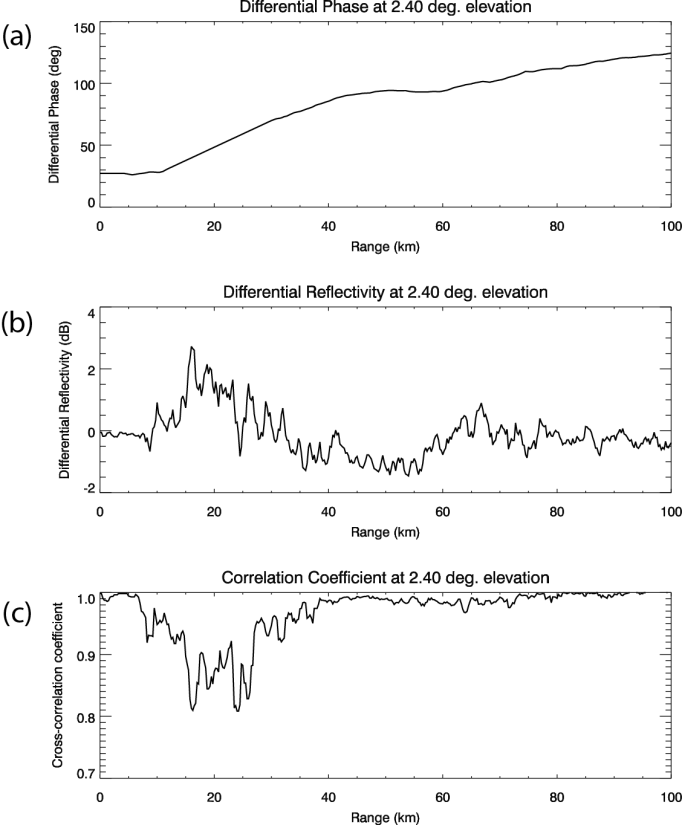 Differential Phase at 2.40 deg. elevation
(a)
Differential Phase (deg)
150
100
50
0
0 20 40 60 80 100
Range (km)
Differential Reflectivity at 2.40 deg. elevation
(b)
Differential Reflectivity (dB)
4
2
0
-2
0 20 40 60 80 100
Range (km)
Correlation Coefficient at 2.40 deg. elevation
(c)
Cross-correlation coefficient
1.0
0.9
0.8
0.7
0 20 40 60 80 100
Range (km)